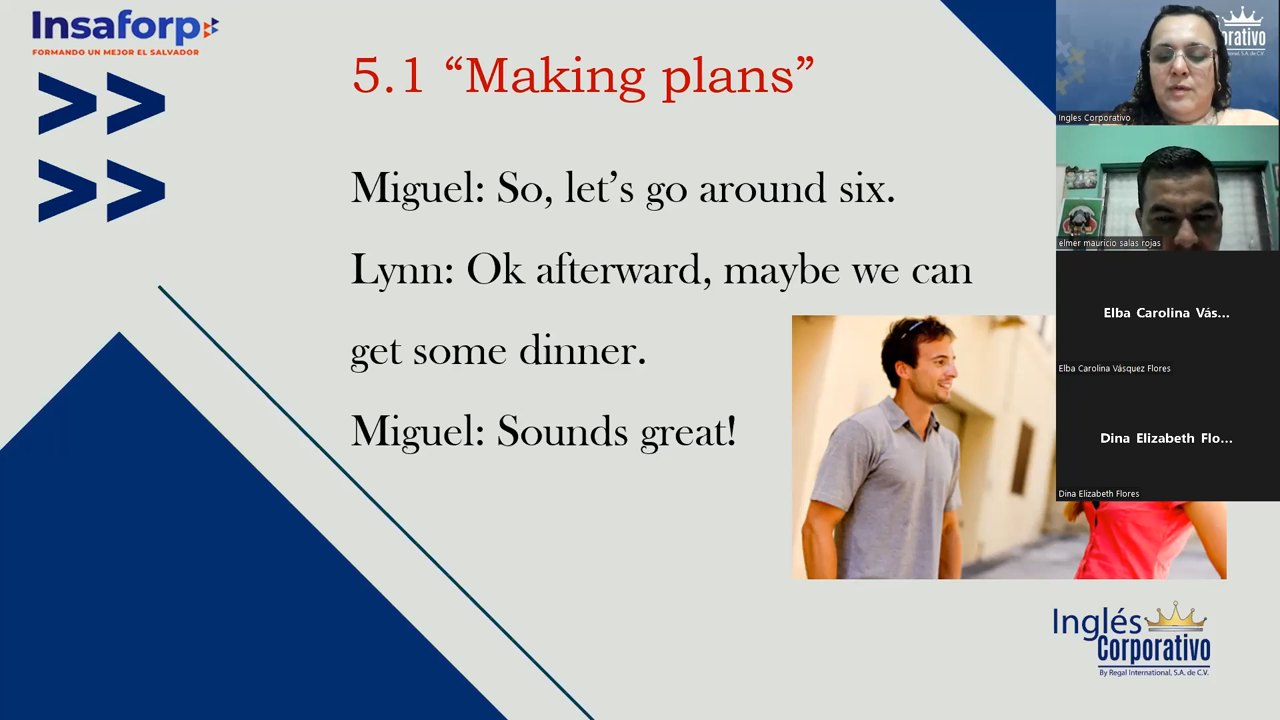 Insaforp
FORMANDO UN MEJOR EL SALVADOR
5.1 “Making plans”
Miguel: So, let’s go around six.
Lynn: Ok afterward, maybe we can
get some dinner.
Miguel: Sounds great!
Inglés
Corporativo
By Regal International, S.A. de C.V.
orporativo
Ingles Corporativo
elmer mauricio salas rojas
Elba Carolina Vás...
Elba Carolina Vásquez Flores
Dina Elizabeth Flo...
Dina Elizabeth Flores